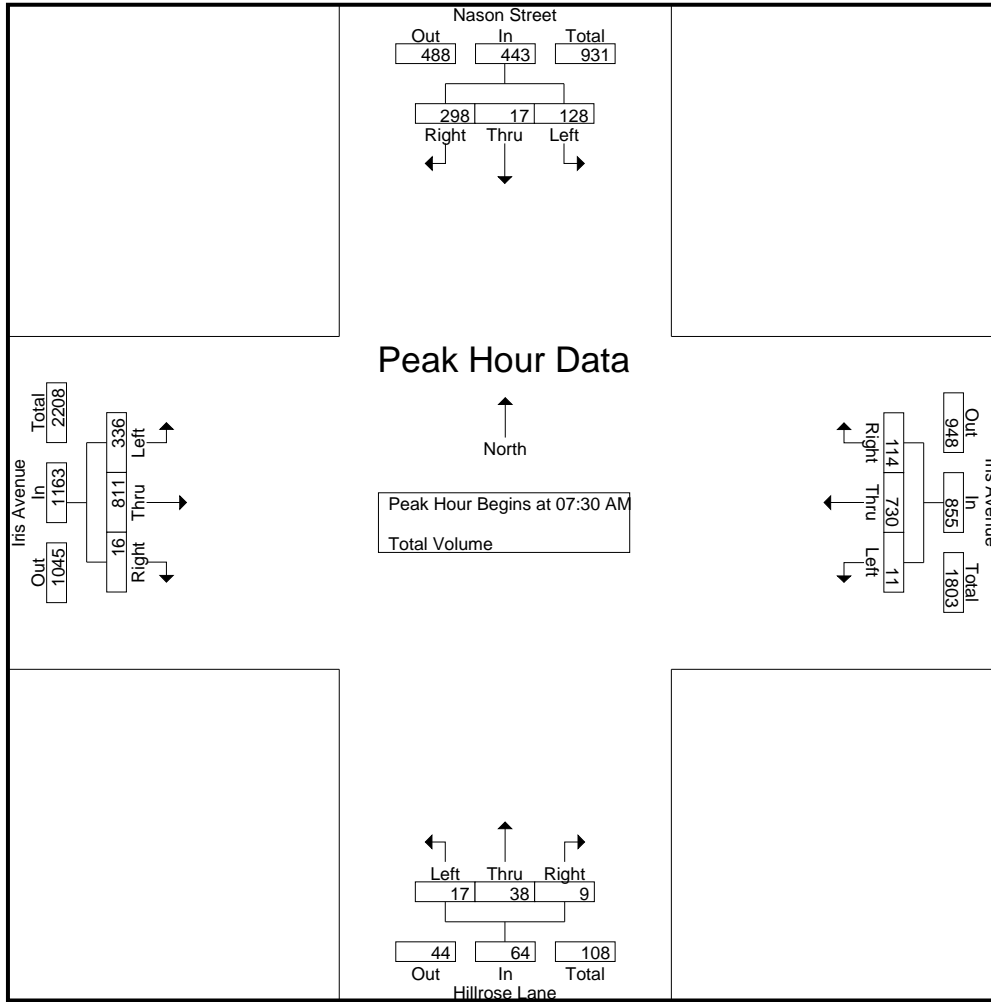 Nason Street
Out In Total
488 443 931
298 17 128
Right Thru Left
Peak Hour Data
North
Peak Hour Begins at 07:30 AM
Total Volume
Iris Avenue
Out In Total
1045 1163 2208
Left Thru Right
336 811 16
Iris Avenue
Out In Total
948 855 1803
Right Thru Left
114 730 11
Left Thru Right
17 38 9
44 64 108
Out In Total
Hillrose Lane